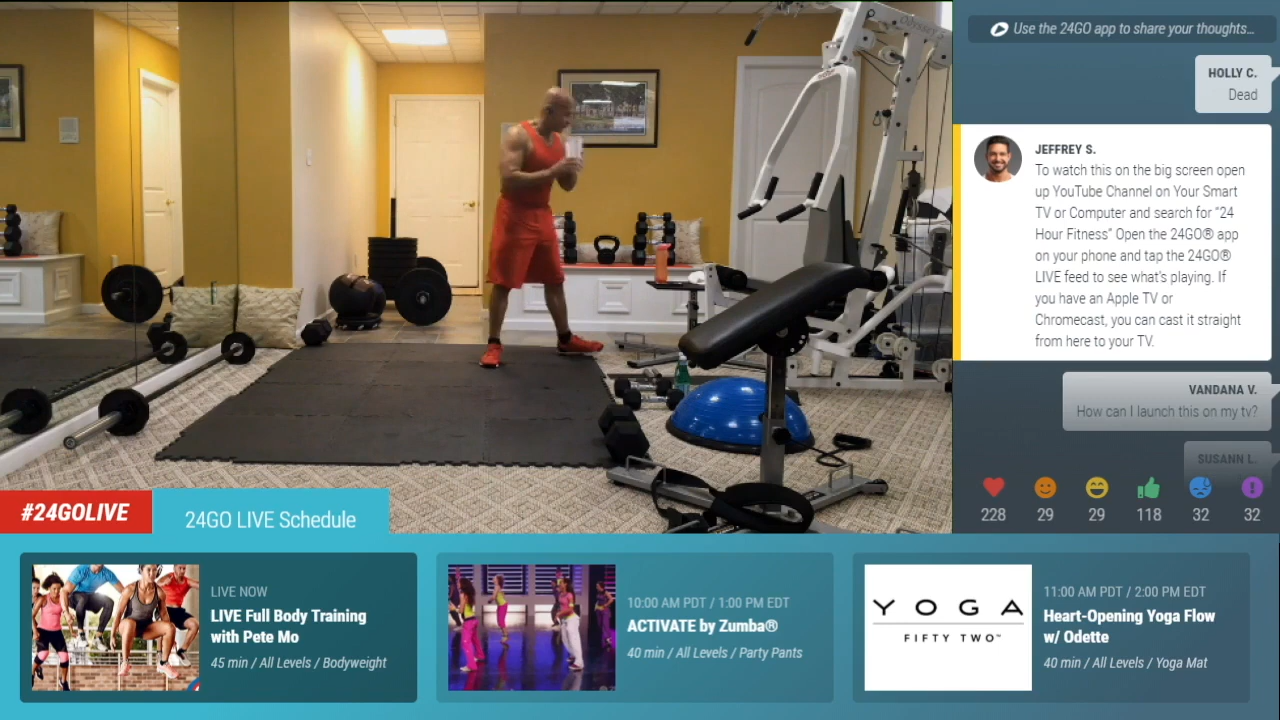 Use the 24GO app to share your thoughts...
HOLLY C.
Dead
JEFFREY S.
To watch this on the big screen open
up YouTube Channel on Your Smart
TV or Computer and search for “24
Hour Fitness” Open the 24GO® app
on your phone and tap the 24GO®
LIVE feed to see what's playing. If
you have an Apple TV or
Chromecast, you can cast it straight
from here to your TV.
VANDANA V.
How can I launch this on my tv?
SUSANN L.
228
29
29
118
32
32
#24GOLIVE
24GO LIVE Schedule
LIVE NOW
LIVE Full Body Training
with Pete Mo
45 min / All Levels / Bodyweight
10:00 AM PDT / 1:00 PM EDT
ACTIVATE by Zumba®
40 min / All Levels / Party Pants
YOGA
FIFTY TWO™
11:00 AM PDT / 2:00 PM EDT
Heart-Opening Yoga Flow
w/ Odette
40 min / All Levels / Yoga Mat